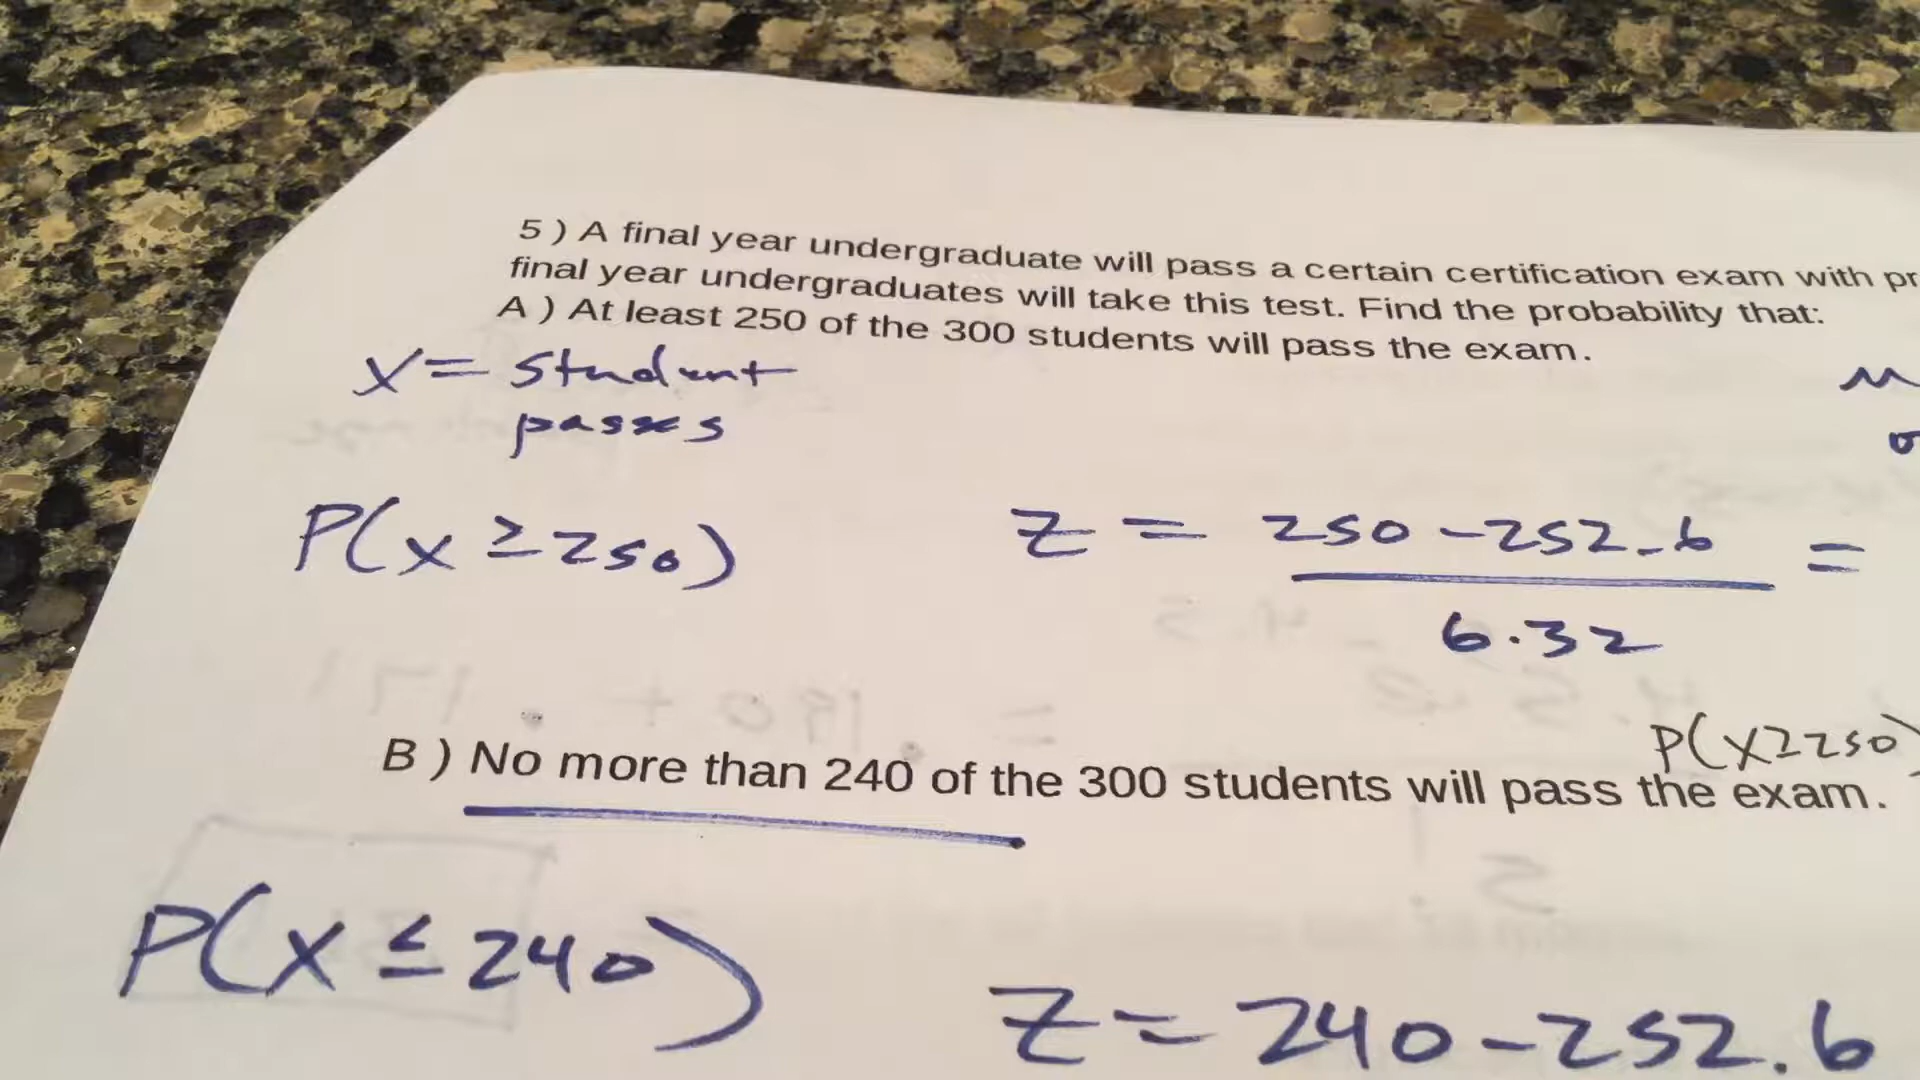 5 ) A final year undergraduate will pass a certain certification exam with pr
final year undergraduates will take this test. Find the probability that:
A ) At least 250 of the 300 students will pass the exam.
x = student
passes
μ
σ
P(x ≥ 250)
z = 250 - 252.6 =
6.32
P(x ≥ 250)
B ) No more than 240 of the 300 students will pass the exam.
P(x ≤ 240)
z = 240 - 252.6